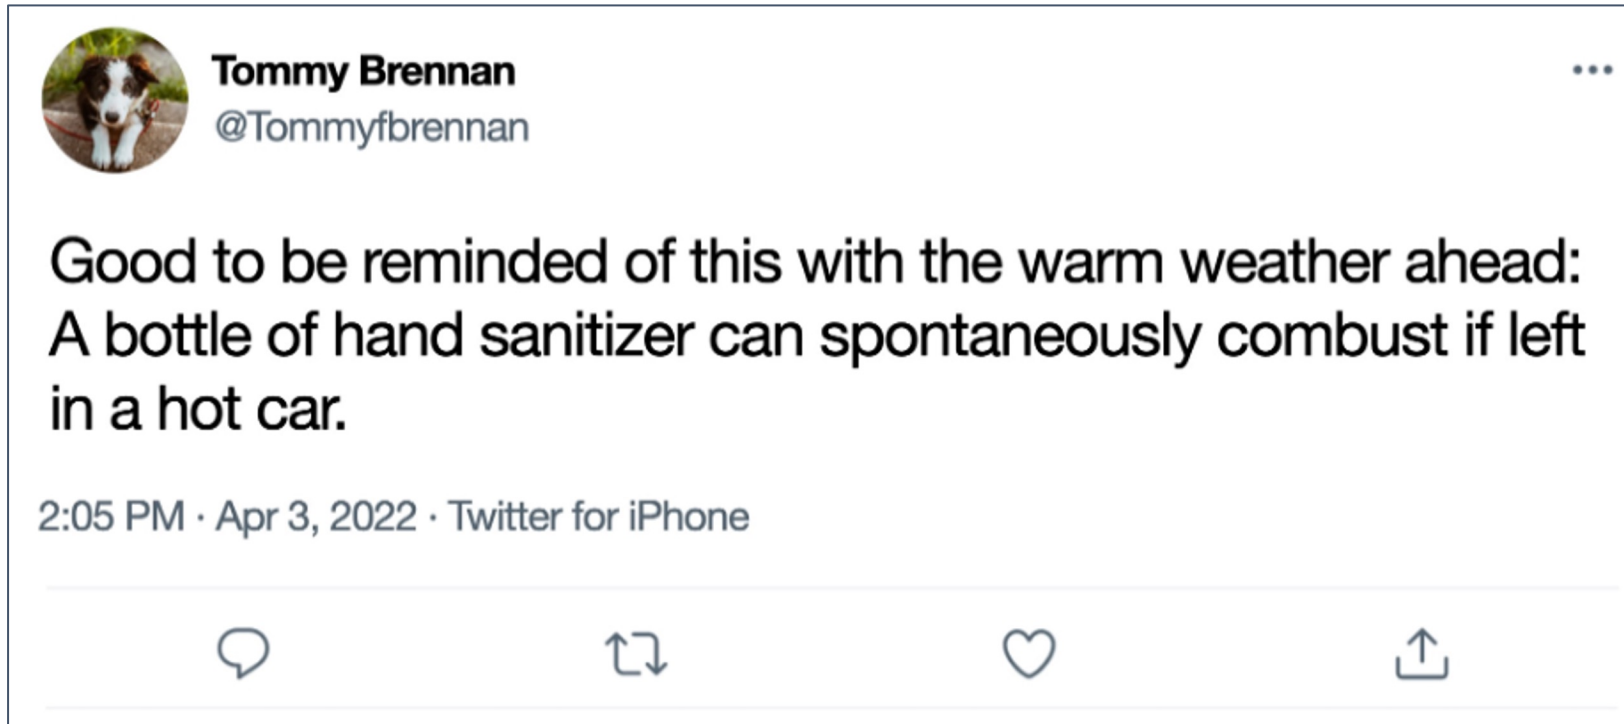 Tommy Brennan
@Tommyfbrennan
Good to be reminded of this with the warm weather ahead:
A bottle of hand sanitizer can spontaneously combust if left
in a hot car.
2:05 PM · Apr 3, 2022 · Twitter for iPhone